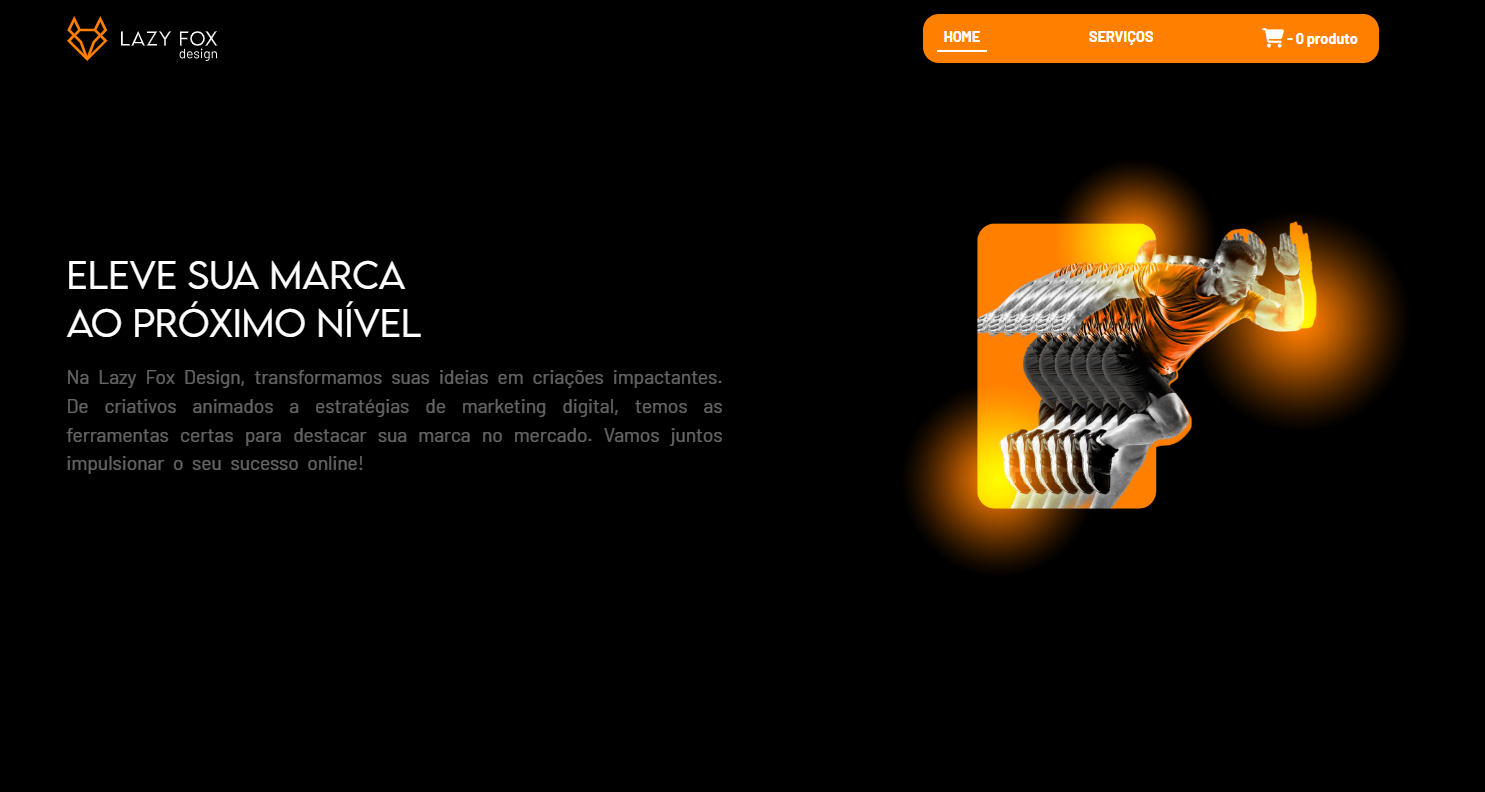 LAZY FOX
design
HOME
SERVIÇOS
- 0 produto
ELEVE SUA MARCA
AO PRÓXIMO NÍVEL
Na Lazy Fox Design, transformamos suas ideias em criações impactantes.
De criativos animados a estratégias de marketing digital, temos as
ferramentas certas para destacar sua marca no mercado. Vamos juntos
impulsionar o seu sucesso online!